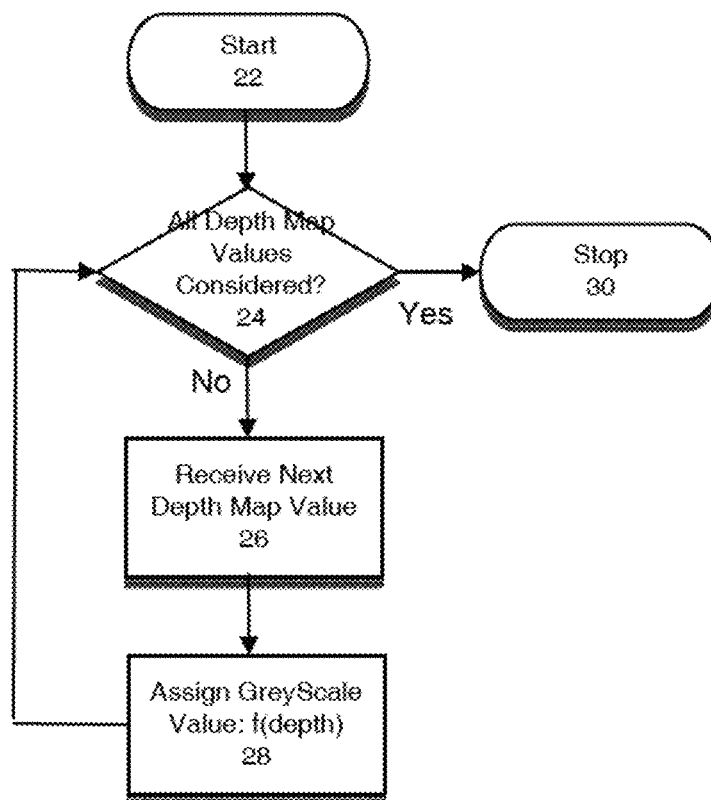 Start
22
All Depth Map
Values
Considered?
24
Yes
Stop
30
No
Receive Next
Depth Map Value
26
Assign GreyScale
Value: f(depth)
28